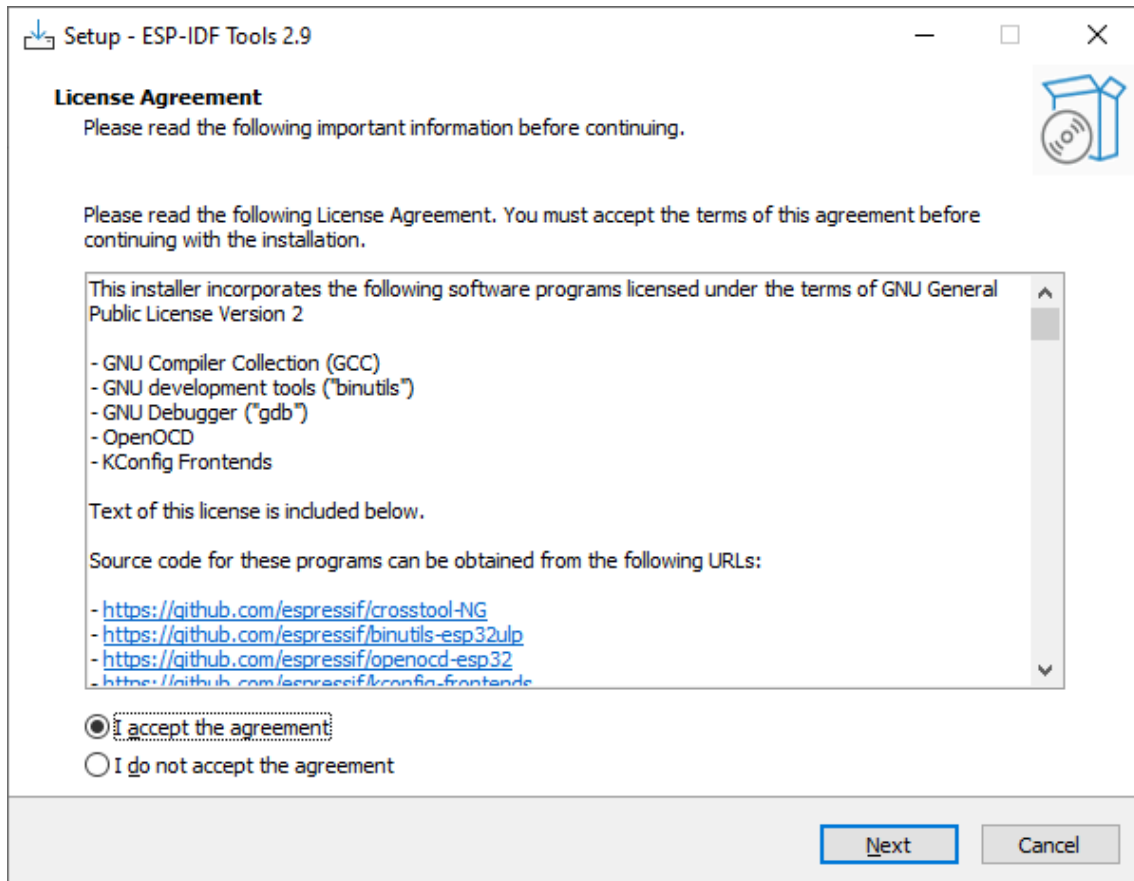 Setup - ESP-IDF Tools 2.9
License Agreement
Please read the following important information before continuing.
Please read the following License Agreement. You must accept the terms of this agreement before
continuing with the installation.
This installer incorporates the following software programs licensed under the terms of GNU General
Public License Version 2
- GNU Compiler Collection (GCC)
- GNU development tools ("binutils")
- GNU Debugger ("gdb")
- OpenOCD
- KConfig Frontends
Text of this license is included below.
Source code for these programs can be obtained from the following URLs:
- https://github.com/espressif/crosstool-NG
- https://github.com/espressif/binutils-esp32ulp
- https://github.com/espressif/openocd-esp32
- https://github.com/espressif/kconfig-frontends
I accept the agreement
I do not accept the agreement
Next
Cancel